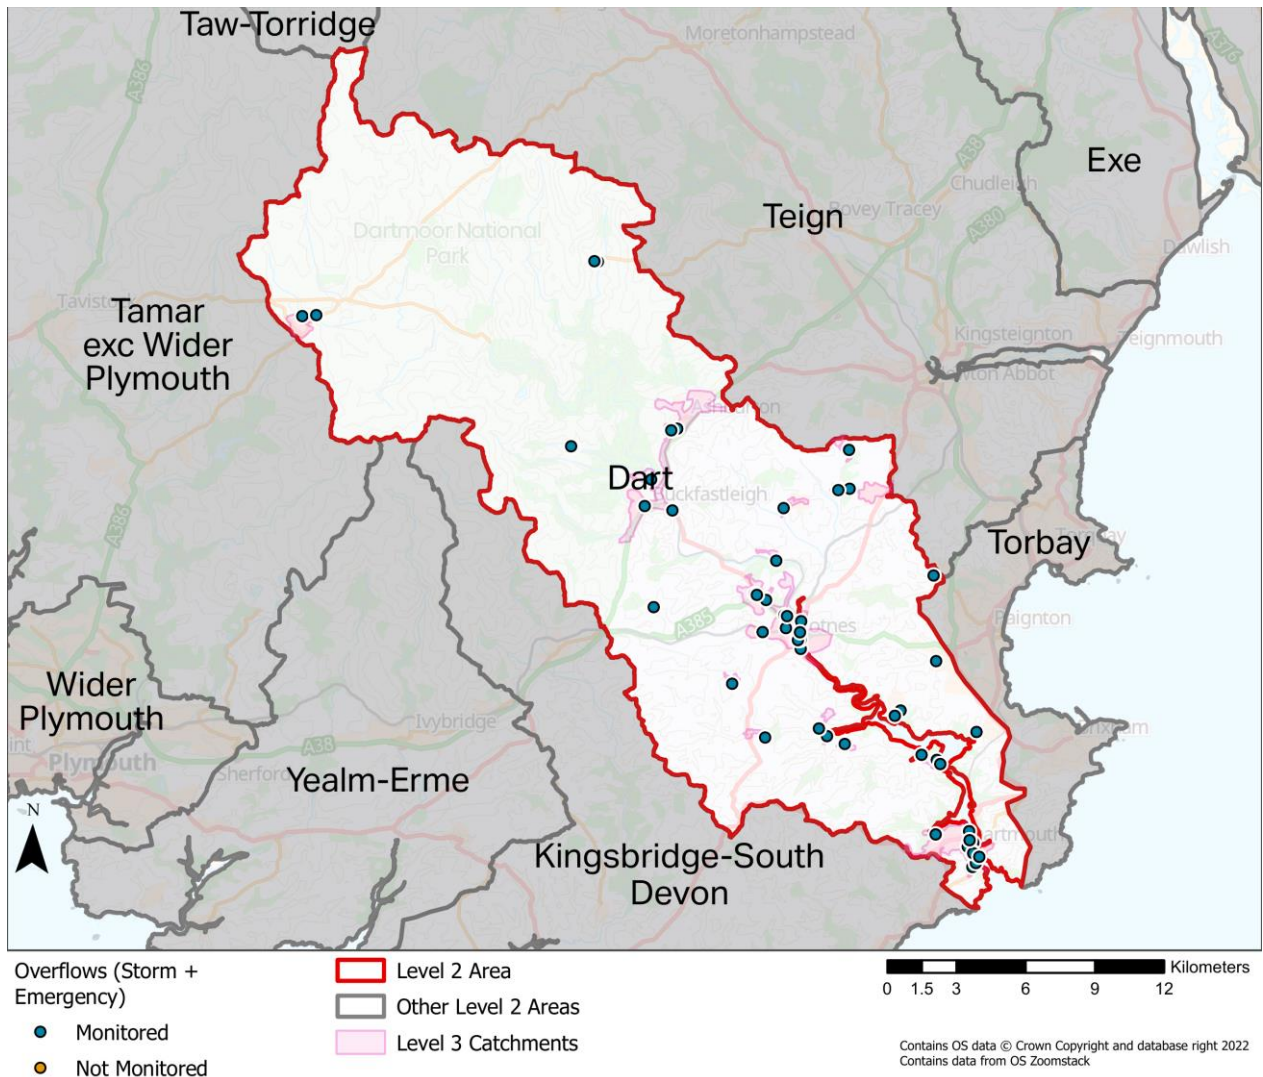 Taw-Torridge
Moretonhampstead
A386
A376
A38
Exe
Chudleigh
Teign
Bovey Tracey
A380
Dartmoor National
Park
Dawlish
Tamar
exc Wider
Plymouth
Kingsteignton
Teignmouth
Dart
Buckfastleigh
A386
Torbay
A385
Paignton
Wider
Plymouth
Ivybridge
A38
Plymouth
Yealm-Erme
N
Kingsbridge-South
Devon
Overflows (Storm +
Emergency)
Monitored
Not Monitored
Level 2 Area
Other Level 2 Areas
Level 3 Catchments
Kilometers
0 1.5 3 6 9 12
Contains OS data © Crown Copyright and database right 2022
Contains data from OS Zoomstack